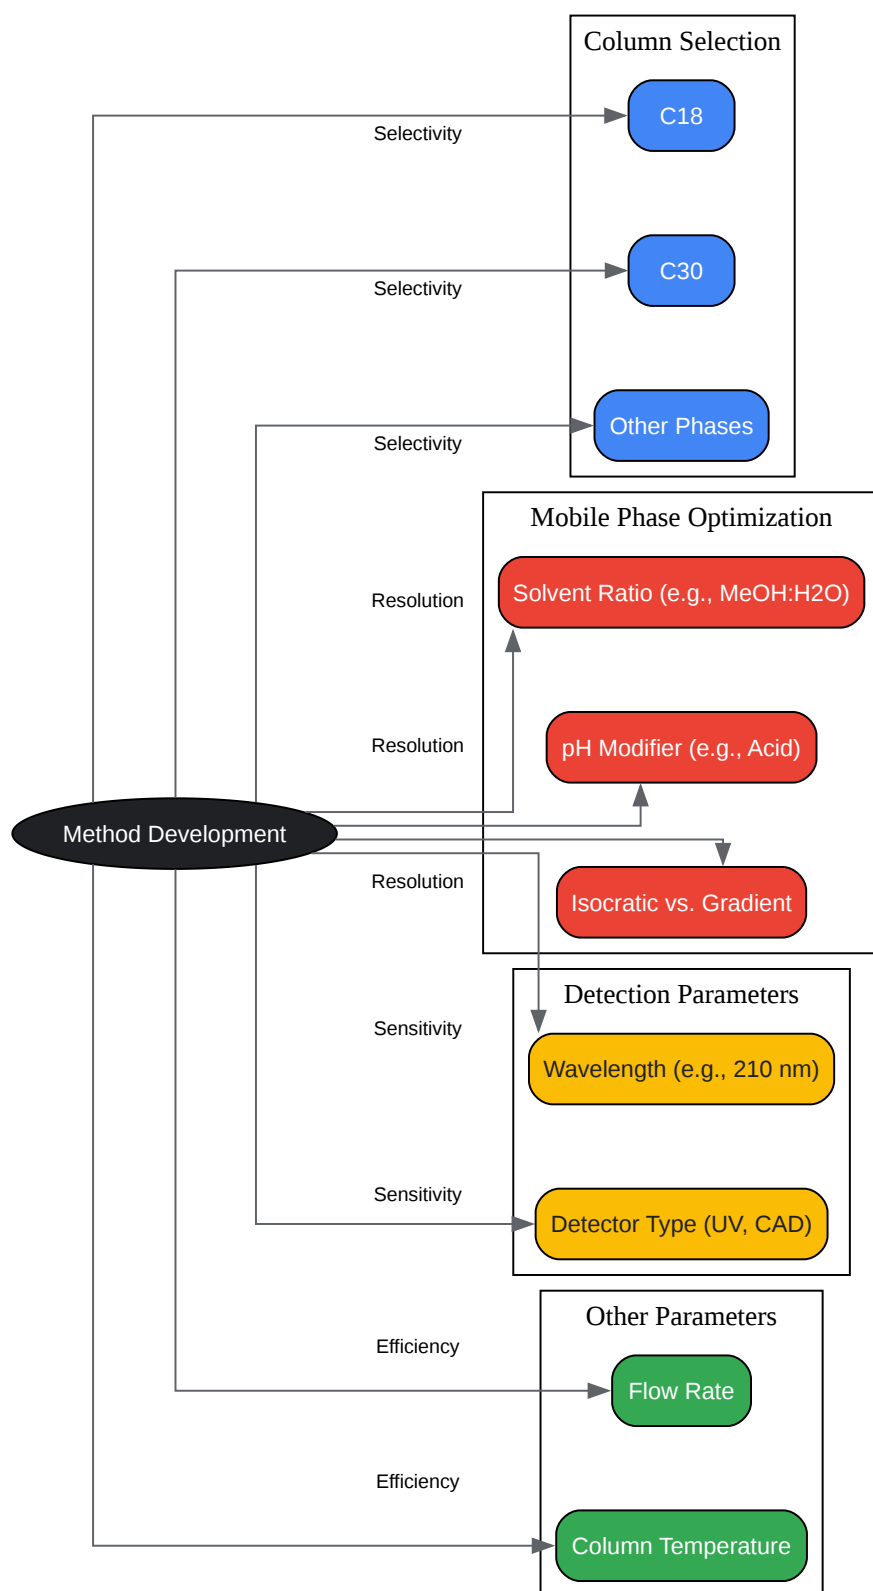 Column Selection
C18
Selectivity
C30
Selectivity
Other Phases
Selectivity
Mobile Phase Optimization
Solvent Ratio (e.g., MeOH:H2O)
Resolution
pH Modifier (e.g., Acid)
Resolution
Method Development
Isocratic vs. Gradient
Resolution
Detection Parameters
Sensitivity
Wavelength (e.g., 210 nm)
Sensitivity
Detector Type (UV, CAD)
Other Parameters
Efficiency
Flow Rate
Efficiency
Column Temperature